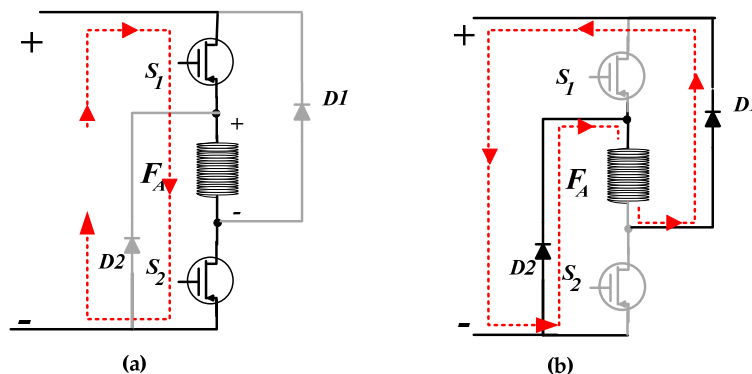 +
S1
D1
+
FA
-
D2
S2
-
(a)
+
S1
D1
FA
D2
S2
-
(b)